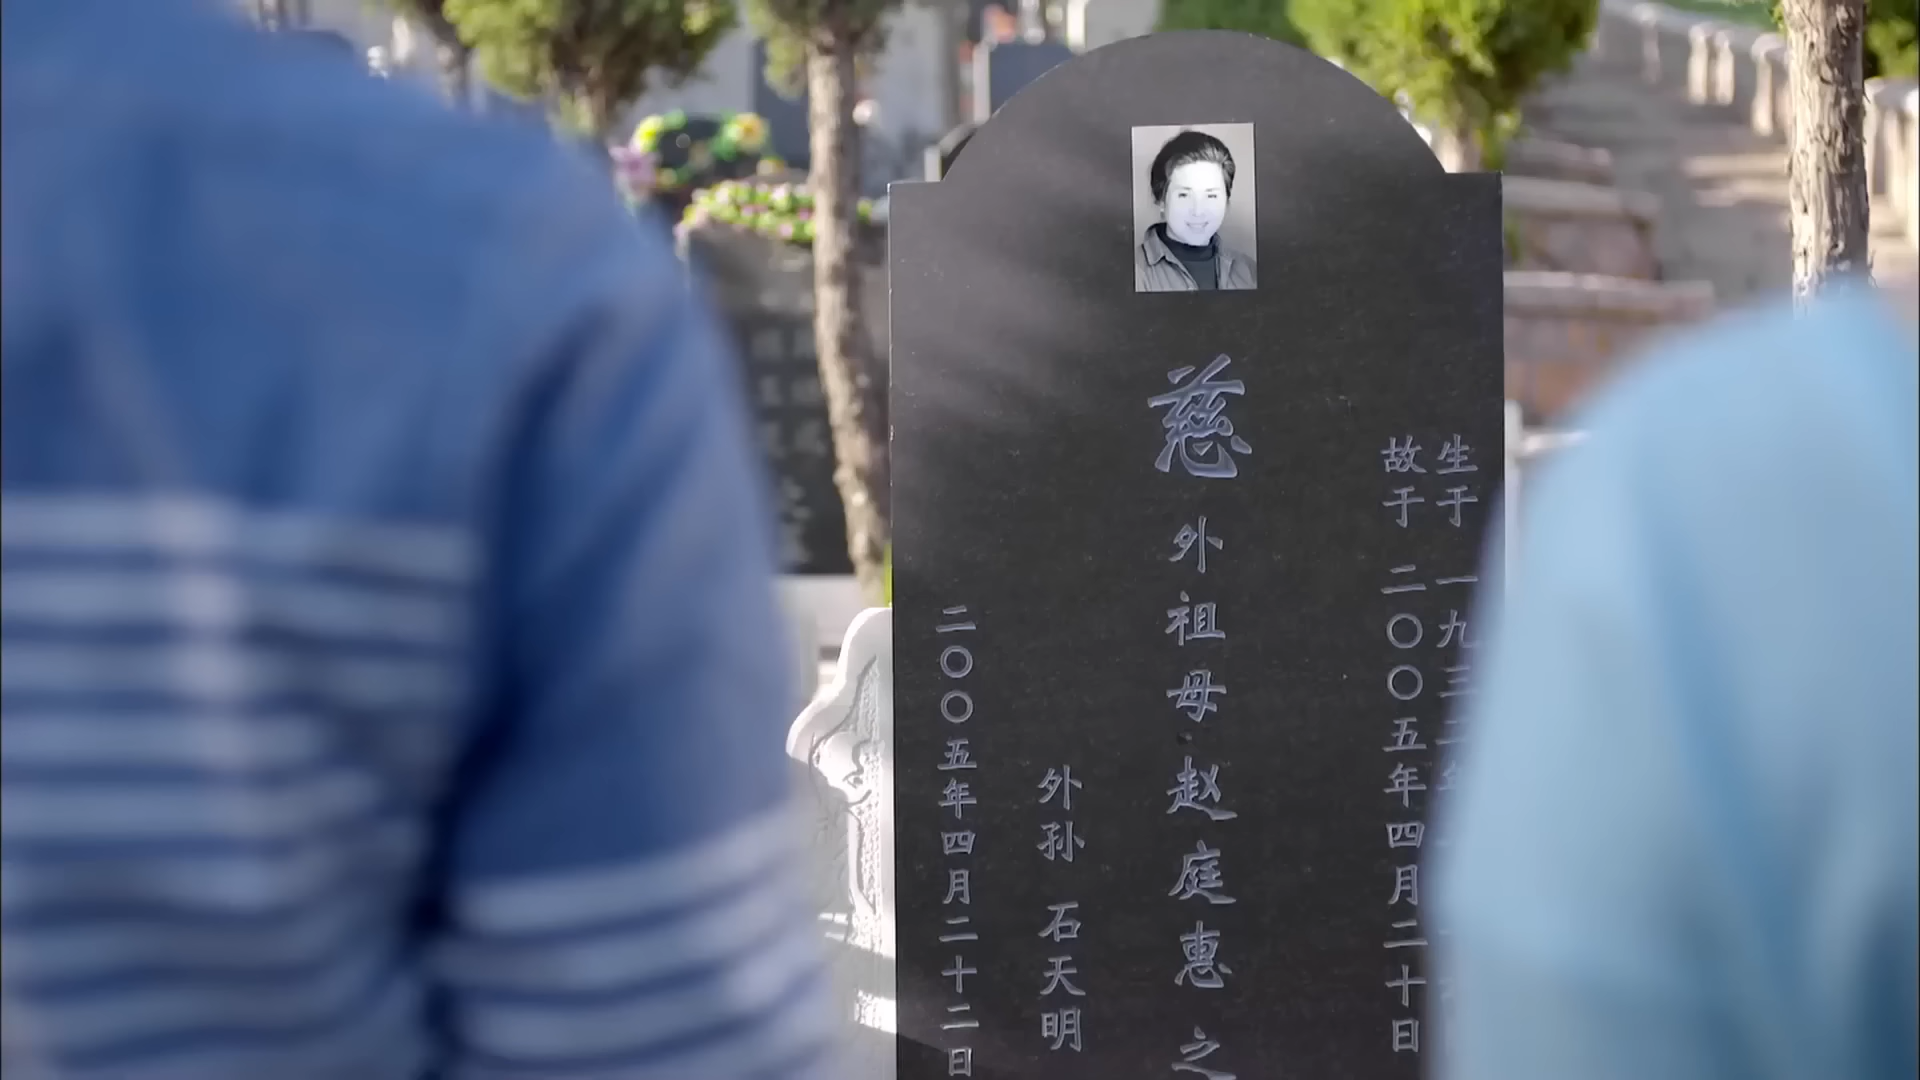 生于 一九三二年
故于 二〇〇五年四月二十日
慈外祖母·赵庭惠之
外孙 石天明
二〇〇五年四月二十二日